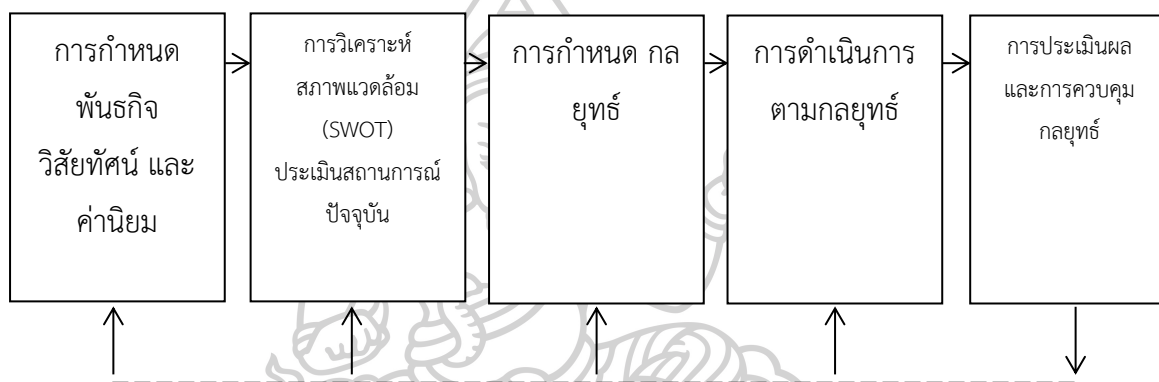 การกำหนด
พันธกิจ
วิสัยทัศน์ และ
ค่านิยม
การวิเคราะห์
สภาพแวดล้อม
(SWOT)
ประเมินสถานการณ์
ปัจจุบัน
การกำหนด กล
ยุทธ์
การดำเนินการ
ตามกลยุทธ์
การประเมินผล
และการควบคุม
กลยุทธ์